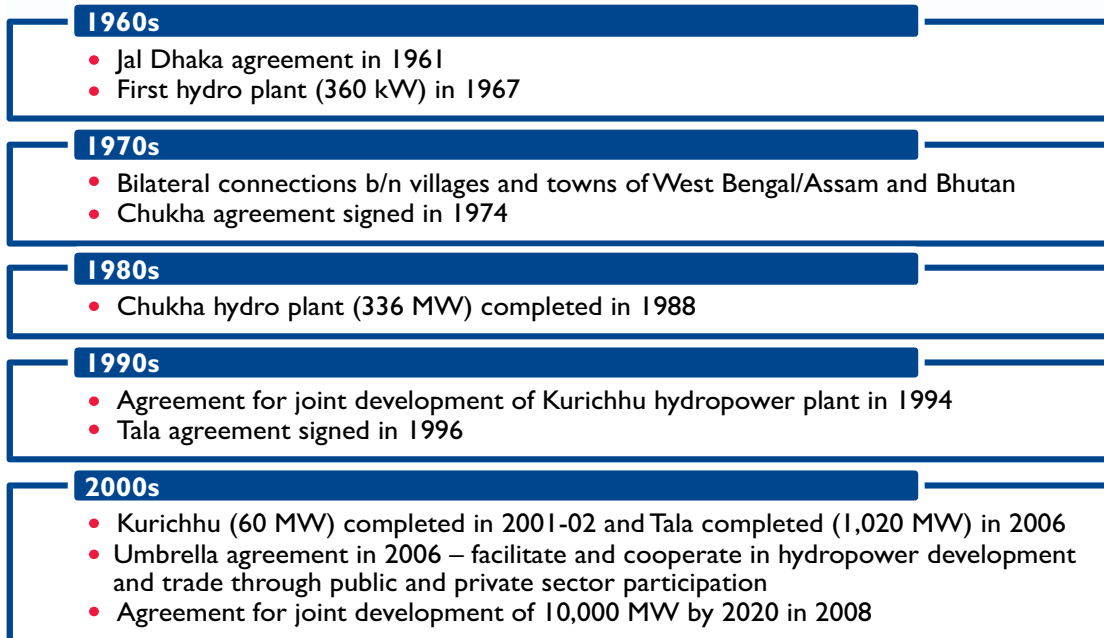 1960s
• Jal Dhaka agreement in 1961
• First hydro plant (360 kW) in 1967
1970s
• Bilateral connections b/n villages and towns of West Bengal/Assam and Bhutan
• Chukha agreement signed in 1974
1980s
• Chukha hydro plant (336 MW) completed in 1988
1990s
• Agreement for joint development of Kurichhu hydropower plant in 1994
• Tala agreement signed in 1996
2000s
• Kurichhu (60 MW) completed in 2001-02 and Tala completed (1,020 MW) in 2006
• Umbrella agreement in 2006 – facilitate and cooperate in hydropower development
and trade through public and private sector participation
• Agreement for joint development of 10,000 MW by 2020 in 2008